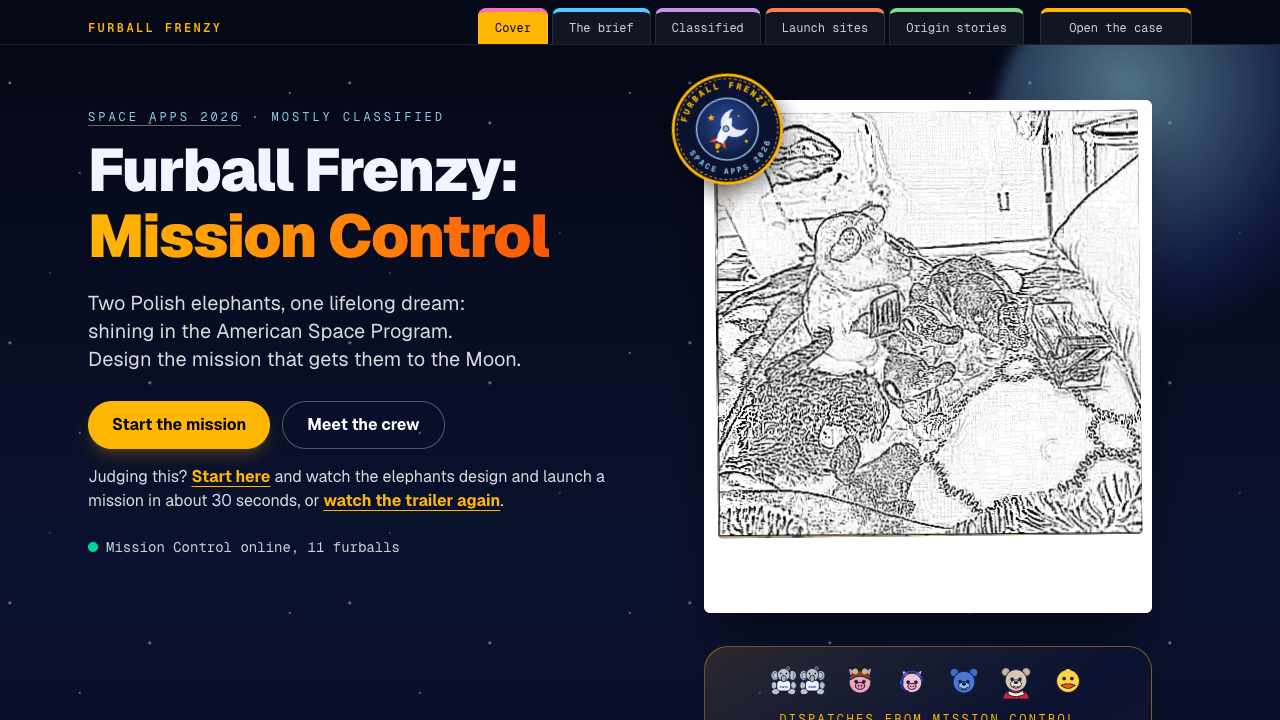 FURBALL FRENZY
Cover
The brief
Classified
Launch sites
Origin stories
Open the case
SPACE APPS 2026 · MOSTLY CLASSIFIED
Furball Frenzy:
Mission Control
Two Polish elephants, one lifelong dream:
shining in the American Space Program.
Design the mission that gets them to the Moon.
Start the mission
Meet the crew
Judging this? Start here and watch the elephants design and launch a
mission in about 30 seconds, or watch the trailer again.
Mission Control online, 11 furballs
FURBALL FRENZY
SPACE APPS 2026
DISPATCHES FROM MISSION CONTROL